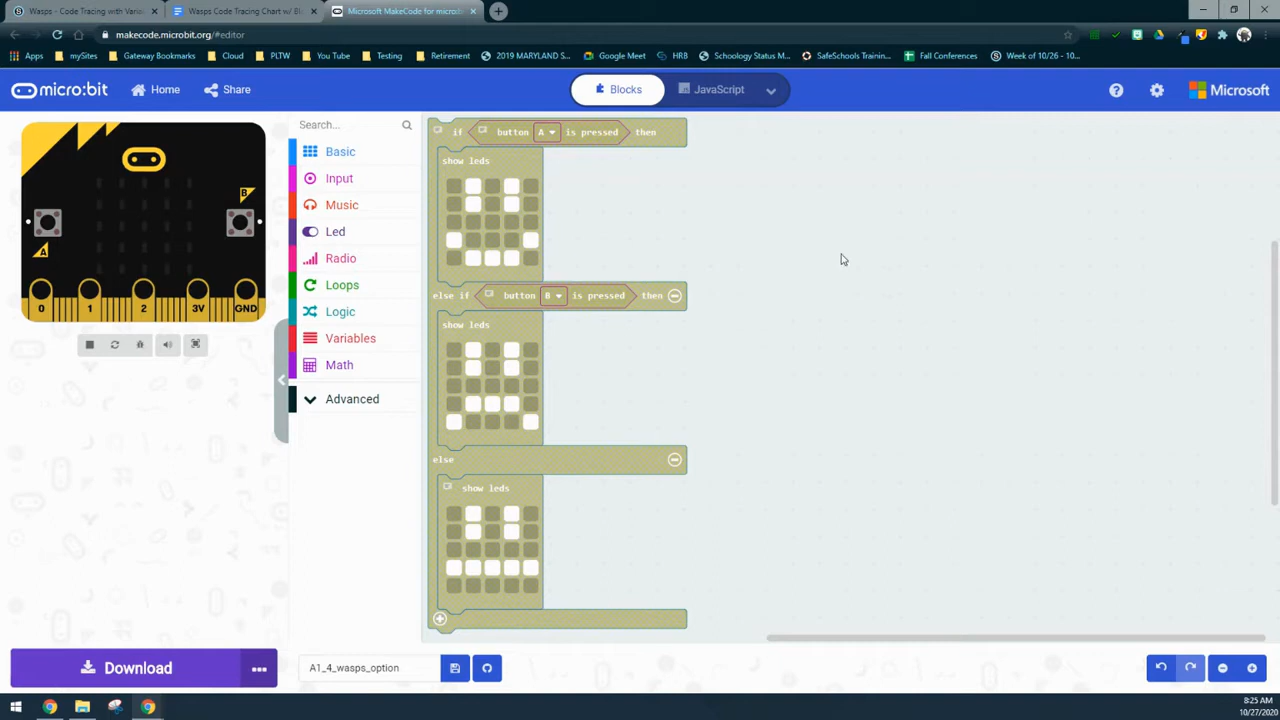 Wasps - Code Tracing with Varia
Wasps Code Tracing Chart w/ Blo
Microsoft MakeCode for micro:bi
makecode.microbit.org/#editor
Apps
mySites
Gateway Bookmarks
Cloud
PLTW
You Tube
Testing
Retirement
2019 MARYLAND S...
Google Meet
HRB
Schoology Status M...
SafeSchools Trainin...
Fall Conferences
Week of 10/26 - 10...
micro:bit
Home
Share
Blocks
JavaScript
Microsoft
Search...
Basic
Input
Music
Led
Radio
Loops
Logic
Variables
Math
Advanced
A
B
0 1 2 3V GND
if button A is pressed then
show leds
else if button B is pressed then
show leds
else
show leds
Download
A1_4_wasps_option
8:25 AM
10/27/2020